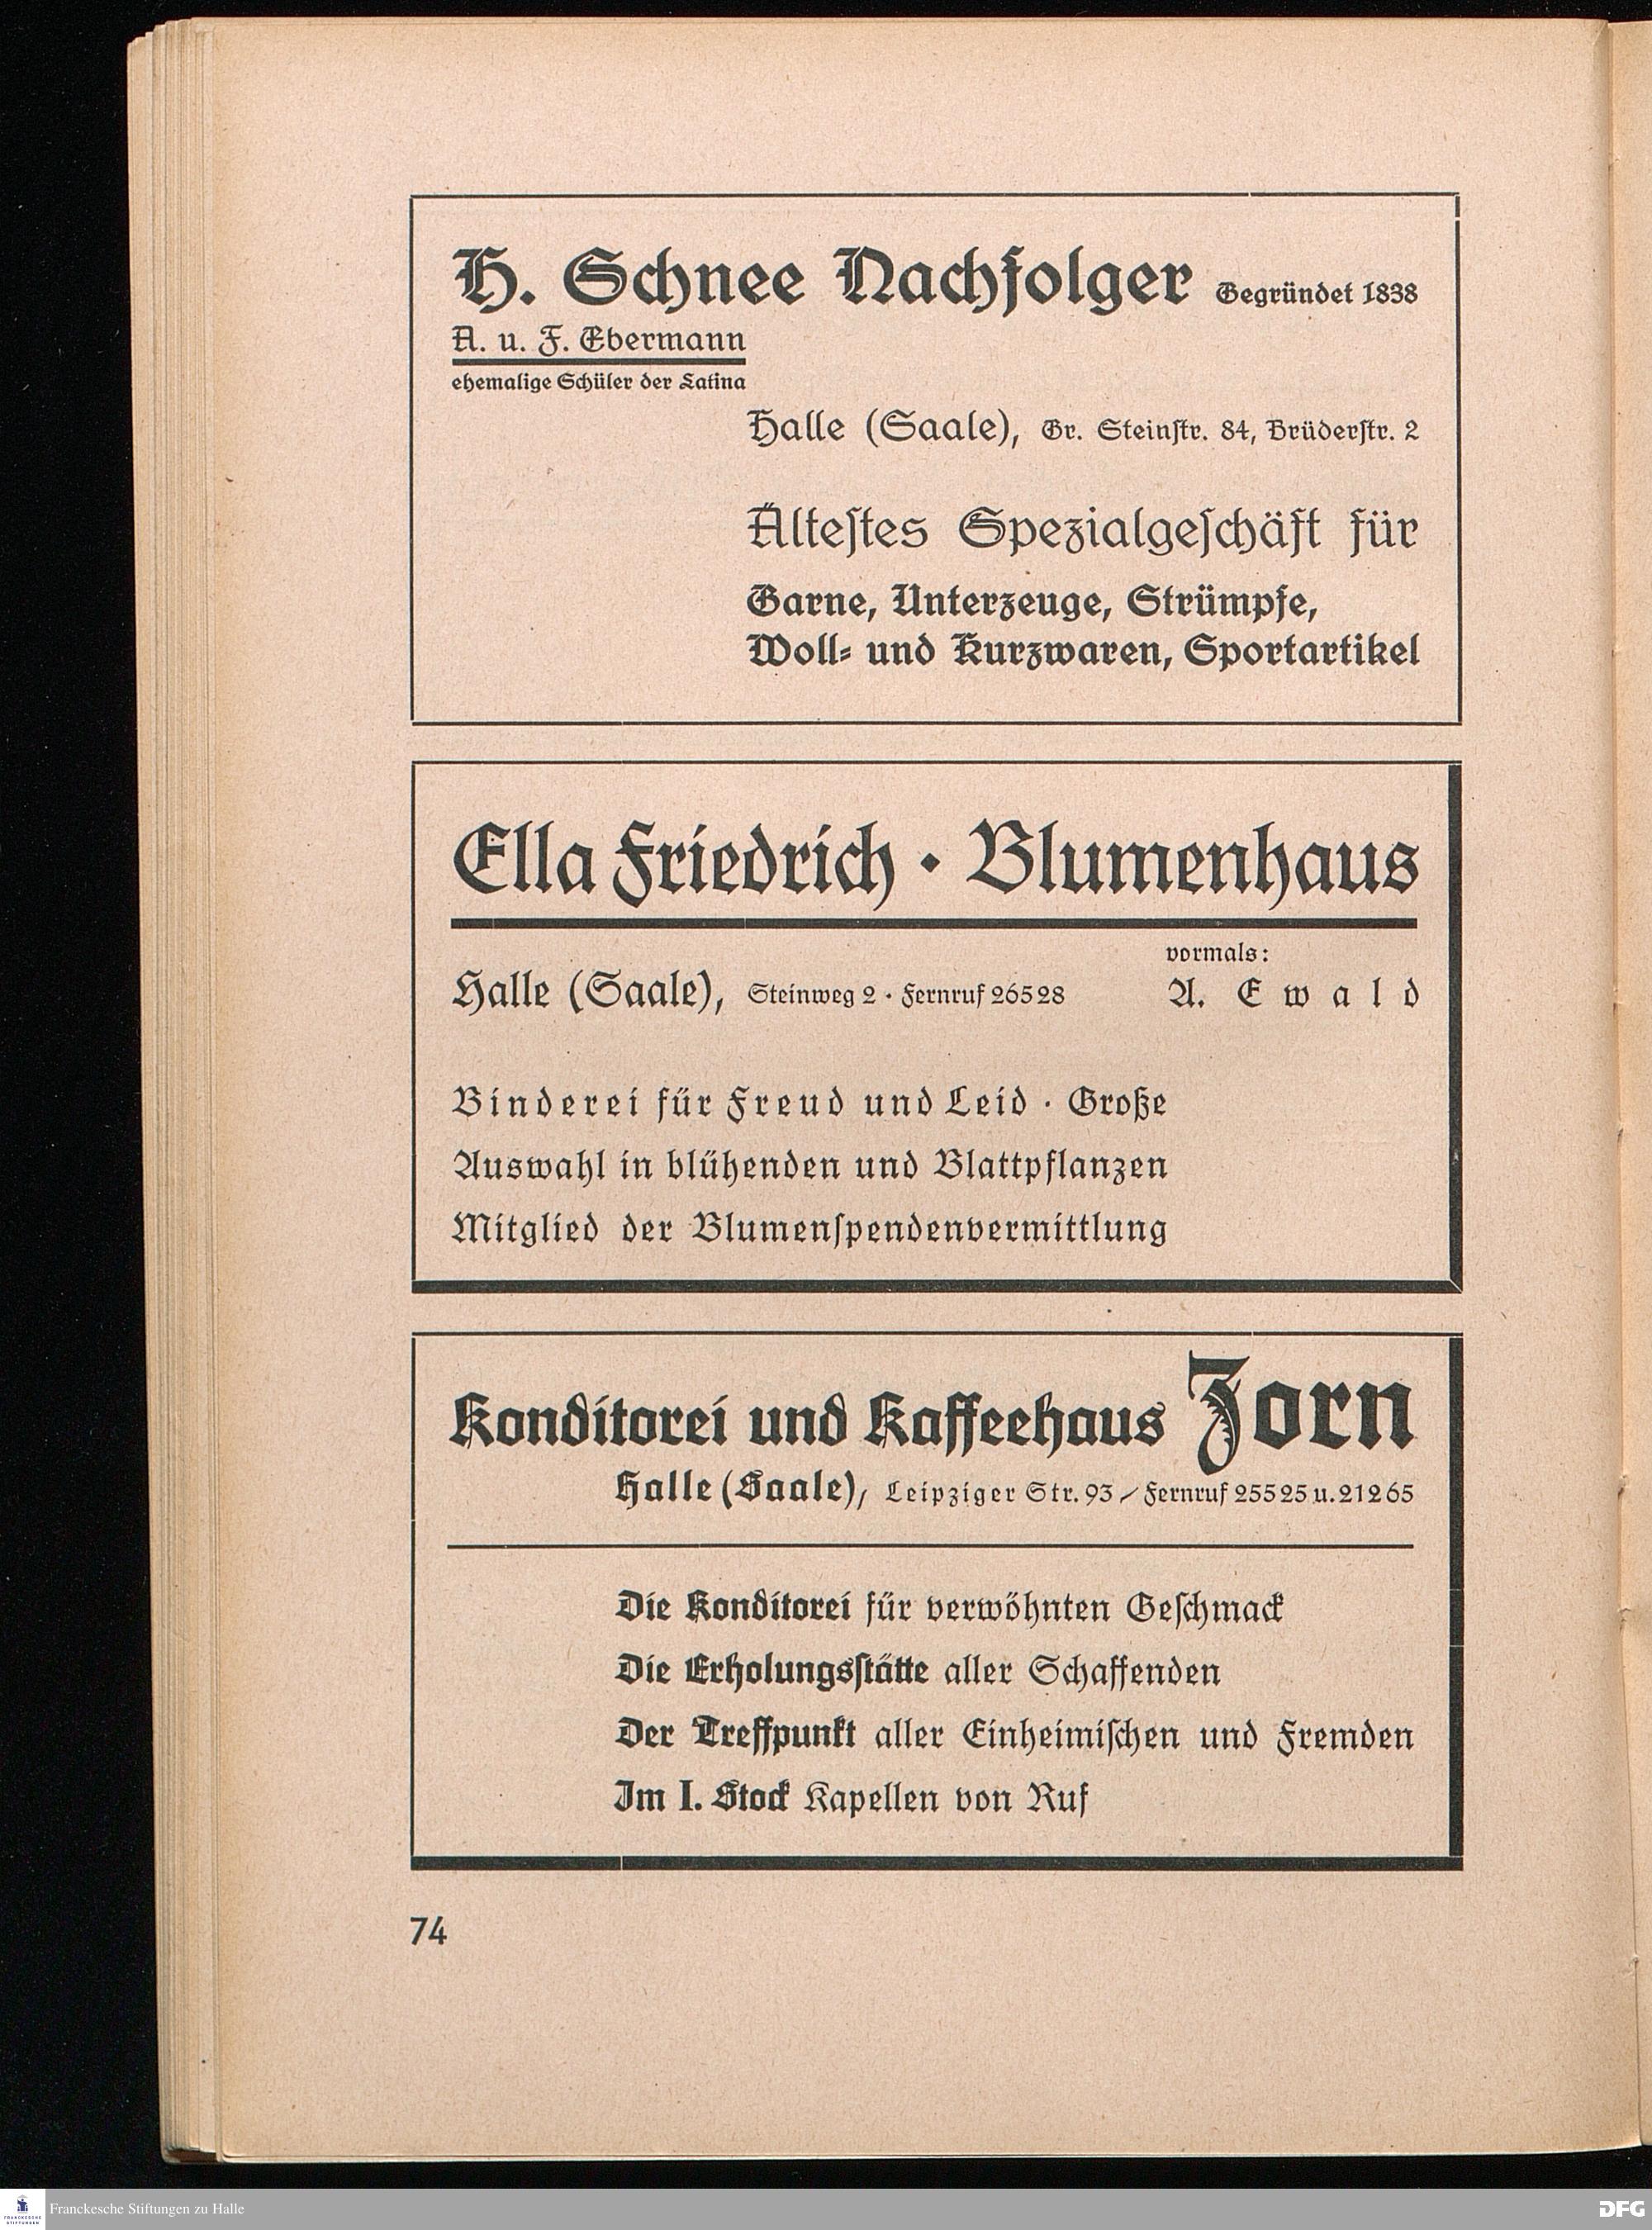 H. Schnee Nachfolger Gegründet 1838
A. u. F. Ebermann
ehemalige Schüler der Latina
Halle (Saale), Gr. Steinſtr. 84, Brüderſtr. 2
Älteſtes Spezialgeſchäft für
Garne, Unterzeuge, Strümpfe,
Woll- und Kurzwaren, Sportartikel
Ella Friedrich · Blumenhaus
vormals:
Halle (Saale), Steinweg 2 · Fernruf 26528 A. Ewald
Binderei für Freud und Leid · Große
Auswahl in blühenden und Blattpflanzen
Mitglied der Blumenſpendenvermittlung
Konditorei und Kaffeehaus Zorn
Halle (Saale), Leipziger Str. 93 / Fernruf 25525 u. 21265
Die Konditorei für verwöhnten Geſchmack
Die Erholungsſtätte aller Schaffenden
Der Treffpunkt aller Einheimiſchen und Fremden
Im I. Stock Kapellen von Ruf
74
FRANCKESCHE
STIFTUNGEN
Franckesche Stiftungen zu Halle
DFG